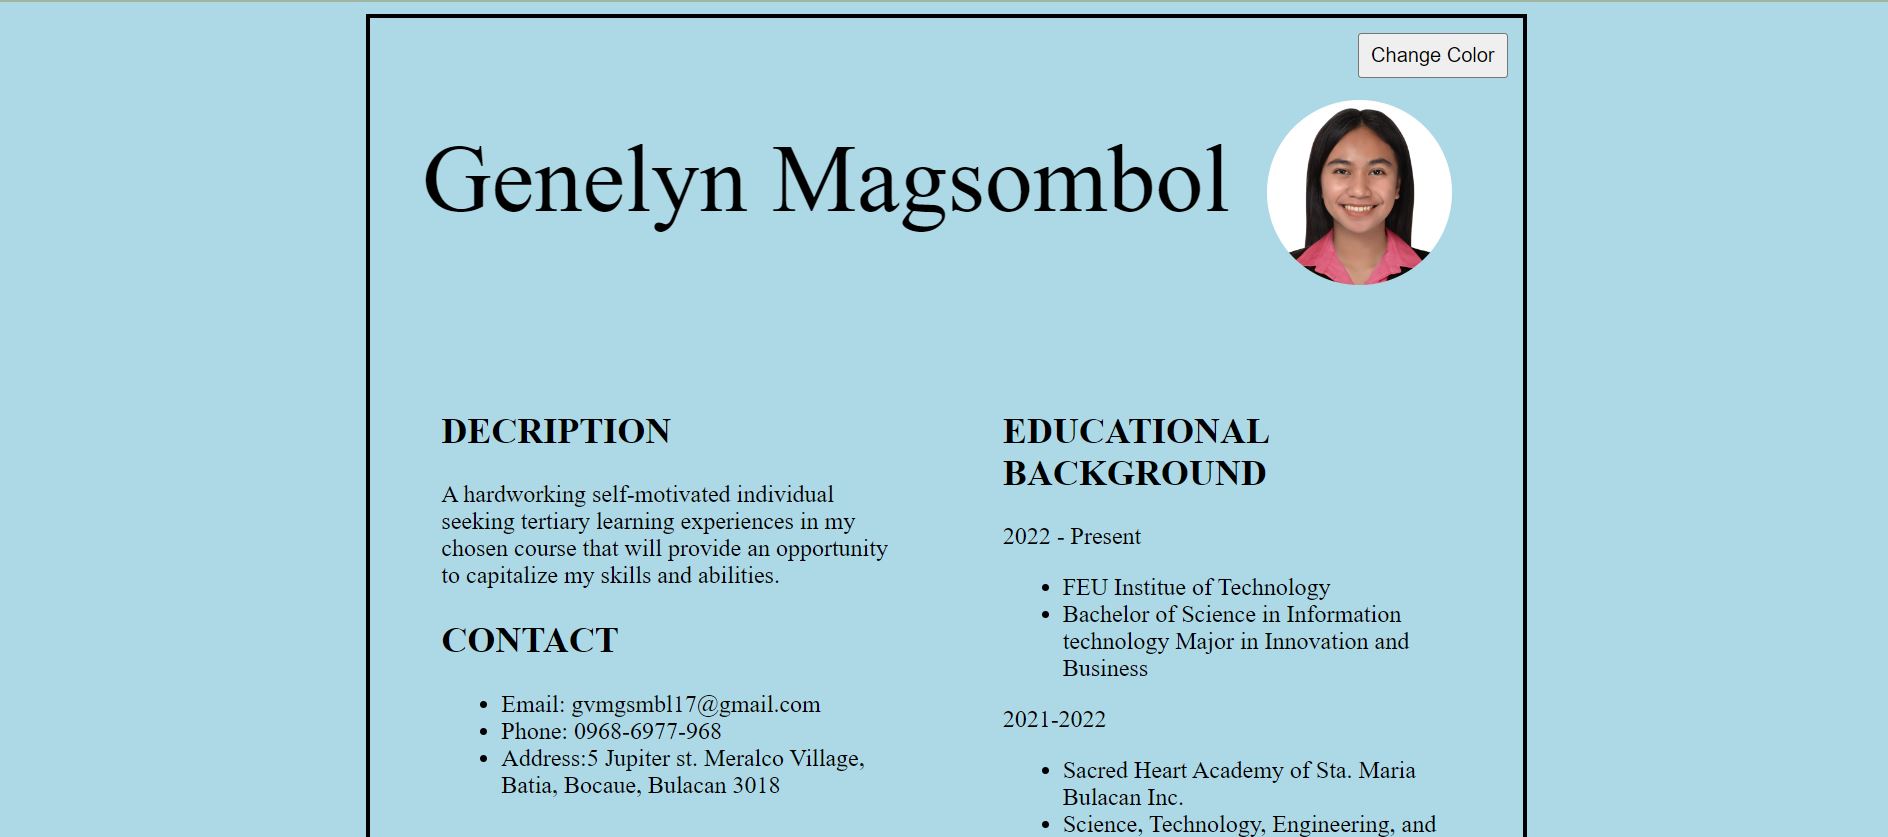 Change Color
Genelyn Magsombol
DECRIPTION
A hardworking self-motivated individual
seeking tertiary learning experiences in my
chosen course that will provide an opportunity
to capitalize my skills and abilities.
CONTACT
Email: gvmgsmbl17@gmail.com
Phone: 0968-6977-968
Address:5 Jupiter st. Meralco Village,
Batia, Bocaue, Bulacan 3018
EDUCATIONAL
BACKGROUND
2022 - Present
FEU Institue of Technology
Bachelor of Science in Information
technology Major in Innovation and
Business
2021-2022
Sacred Heart Academy of Sta. Maria
Bulacan Inc.
Science, Technology, Engineering, and